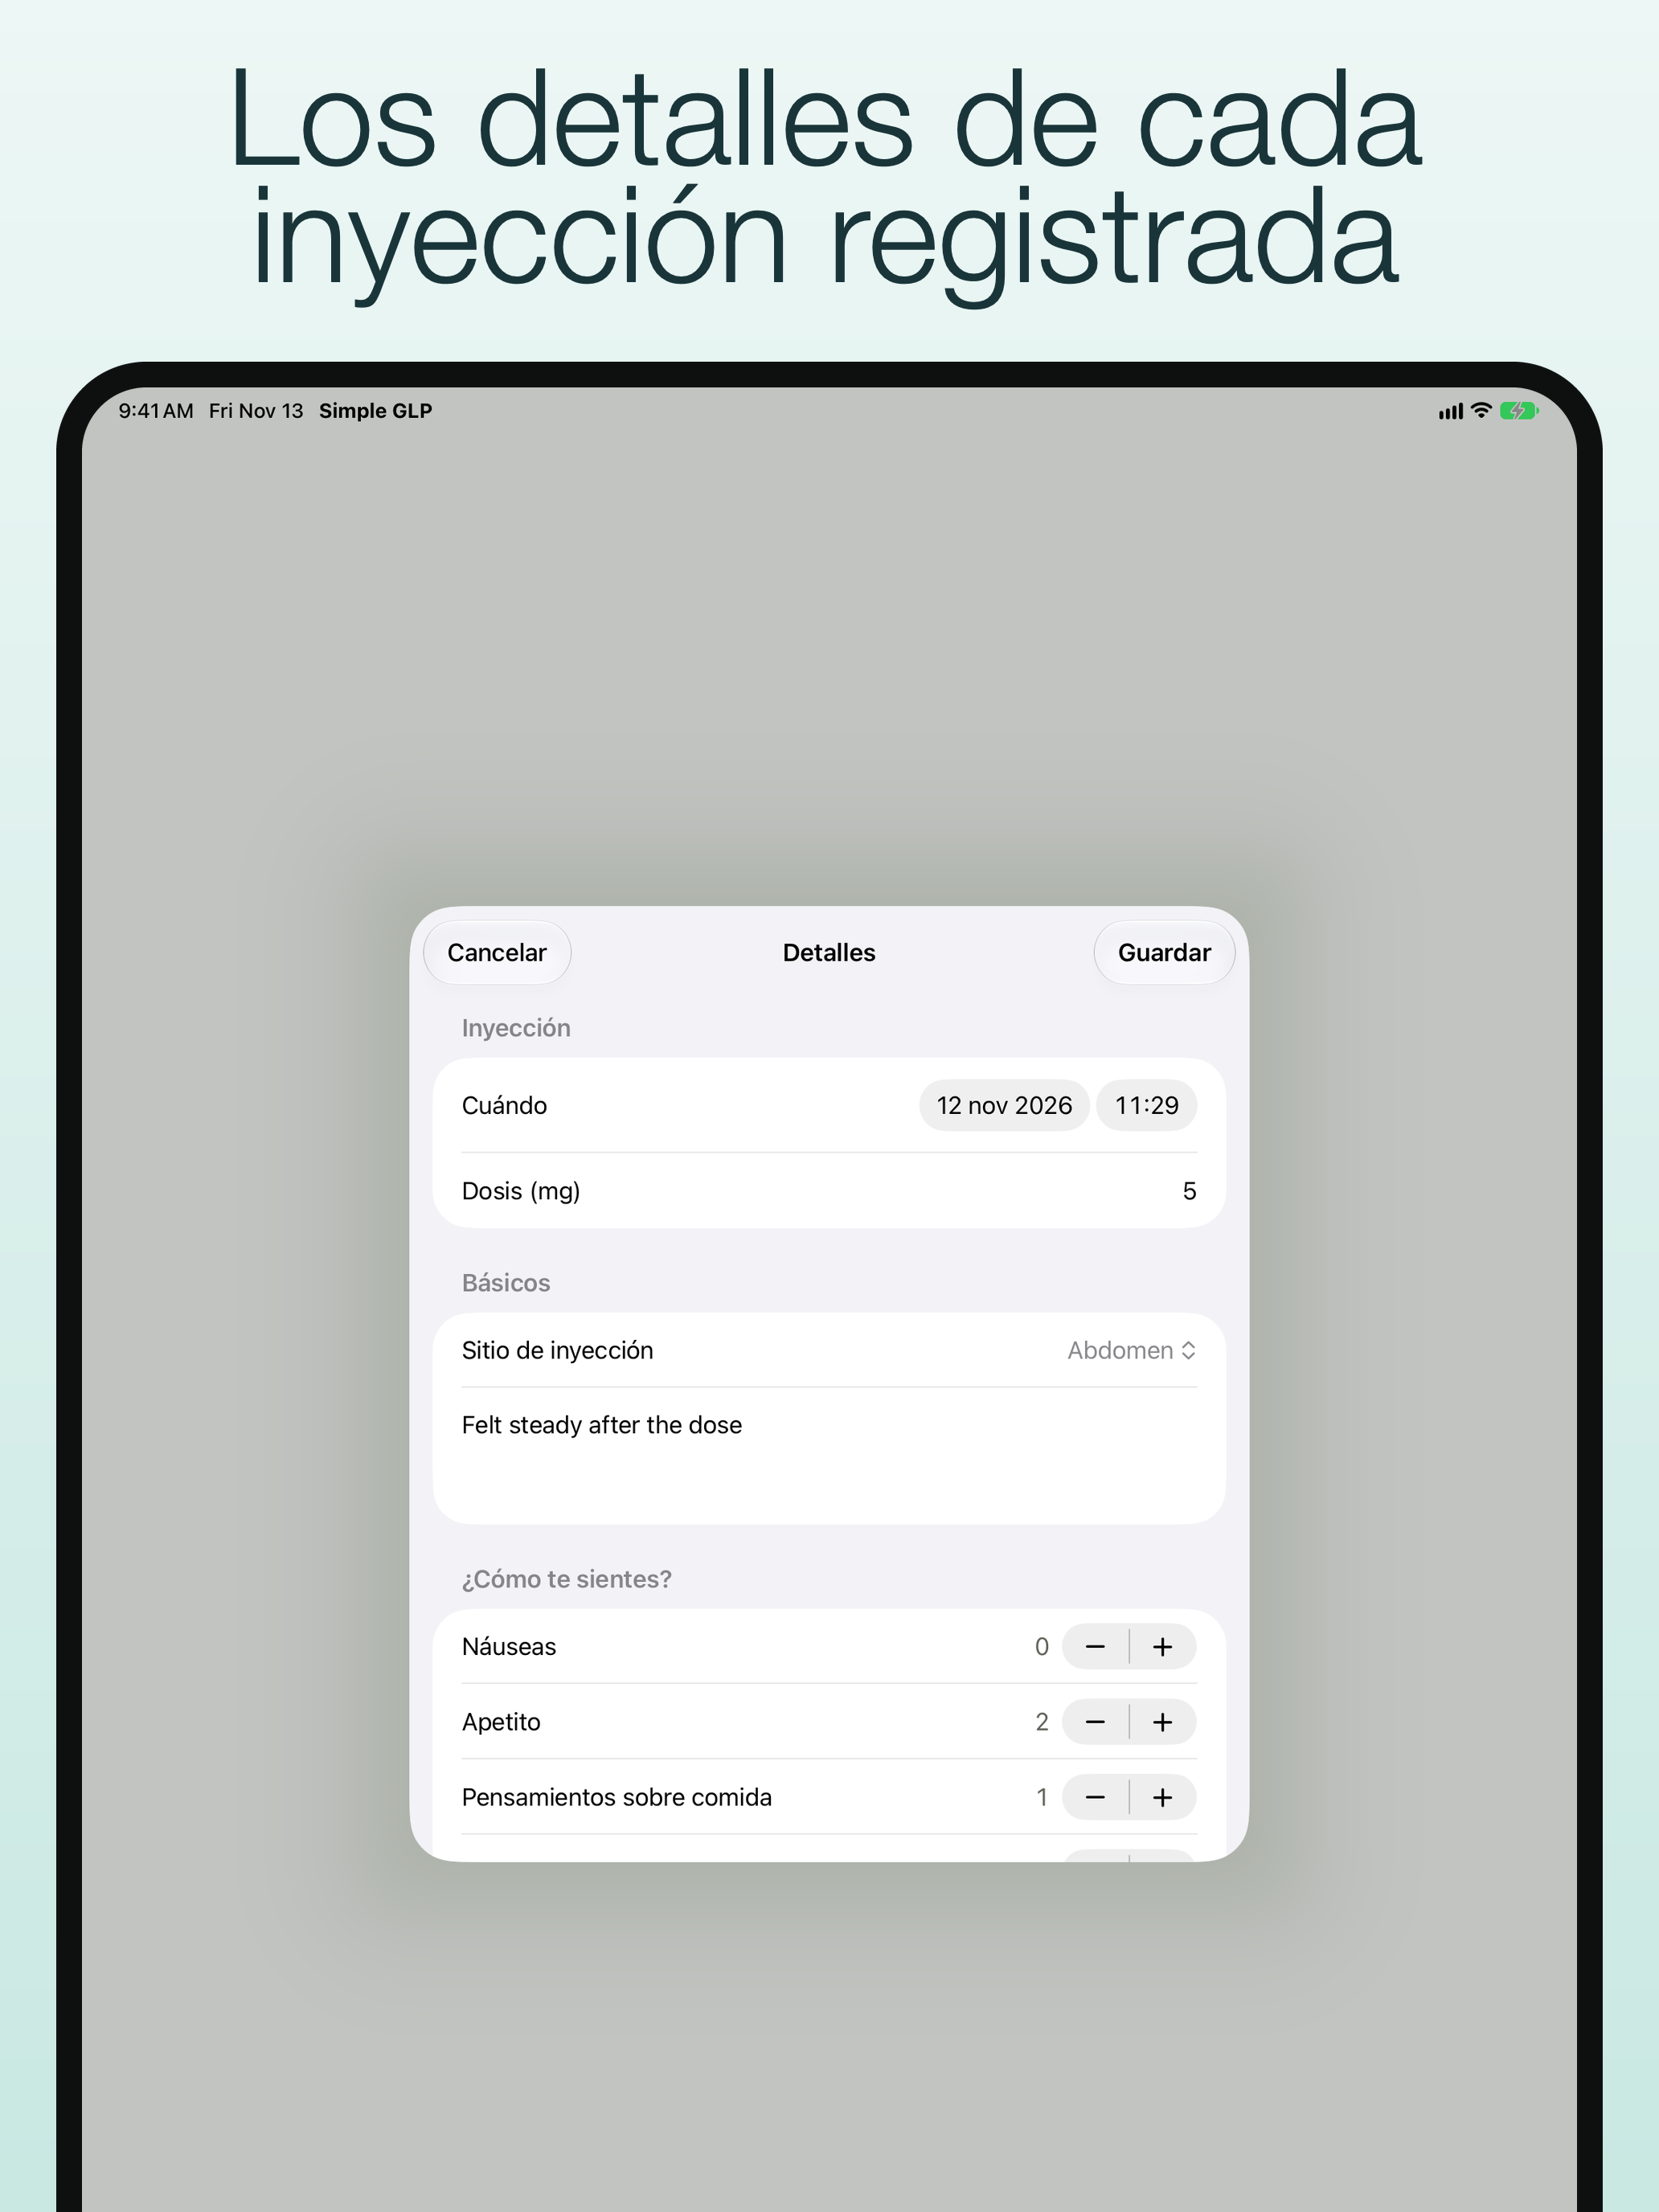 Los detalles de cada
inyección registrada
9:41 AM Fri Nov 13 Simple GLP
Cancelar Detalles Guardar
Inyección
Cuándo 12 nov 2026 11:29
Dosis (mg) 5
Básicos
Sitio de inyección Abdomen
Felt steady after the dose
¿Cómo te sientes?
Náuseas 0 − +
Apetito 2 − +
Pensamientos sobre comida 1 − +